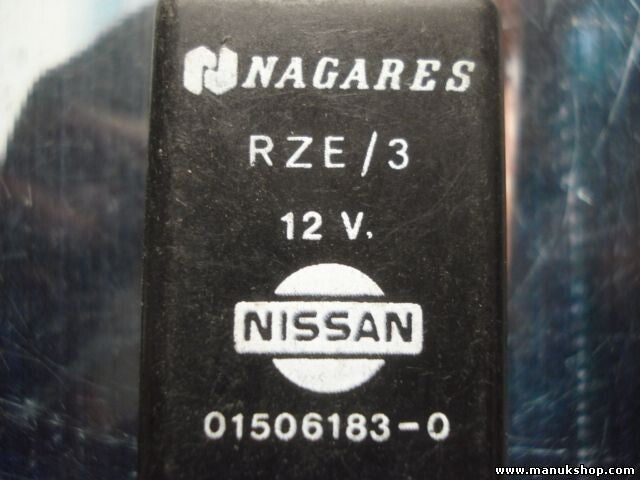 NAGARES
RZE/3
12 V.
NISSAN
01506183-0
www.manukshop.com